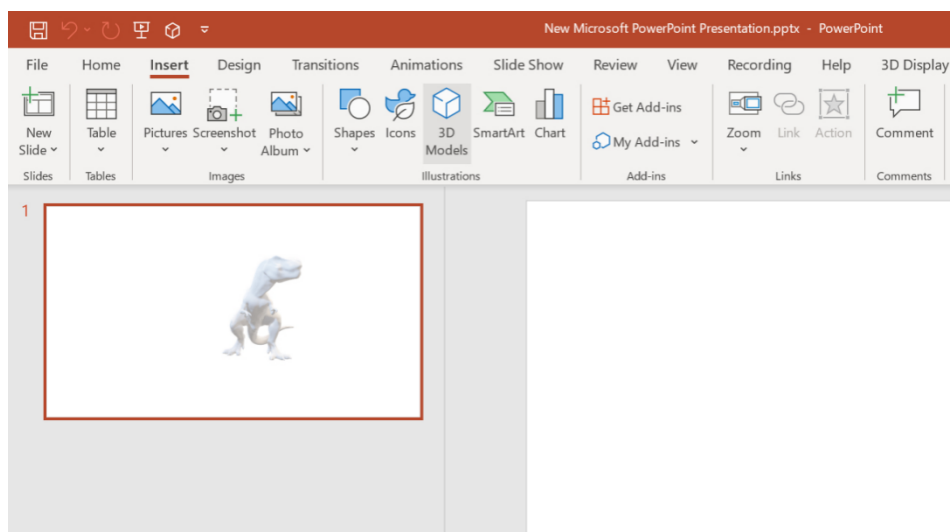 New Microsoft PowerPoint Presentation.pptx - PowerPoint
File Home Insert Design Transitions Animations Slide Show Review View Recording Help 3D Display
New Slide
Table
Pictures
Screenshot
Photo Album
Shapes
Icons
3D Models
SmartArt
Chart
Get Add-ins
My Add-ins
Zoom
Link
Action
Comment
Slides Tables Images Illustrations Add-ins Links Comments
1